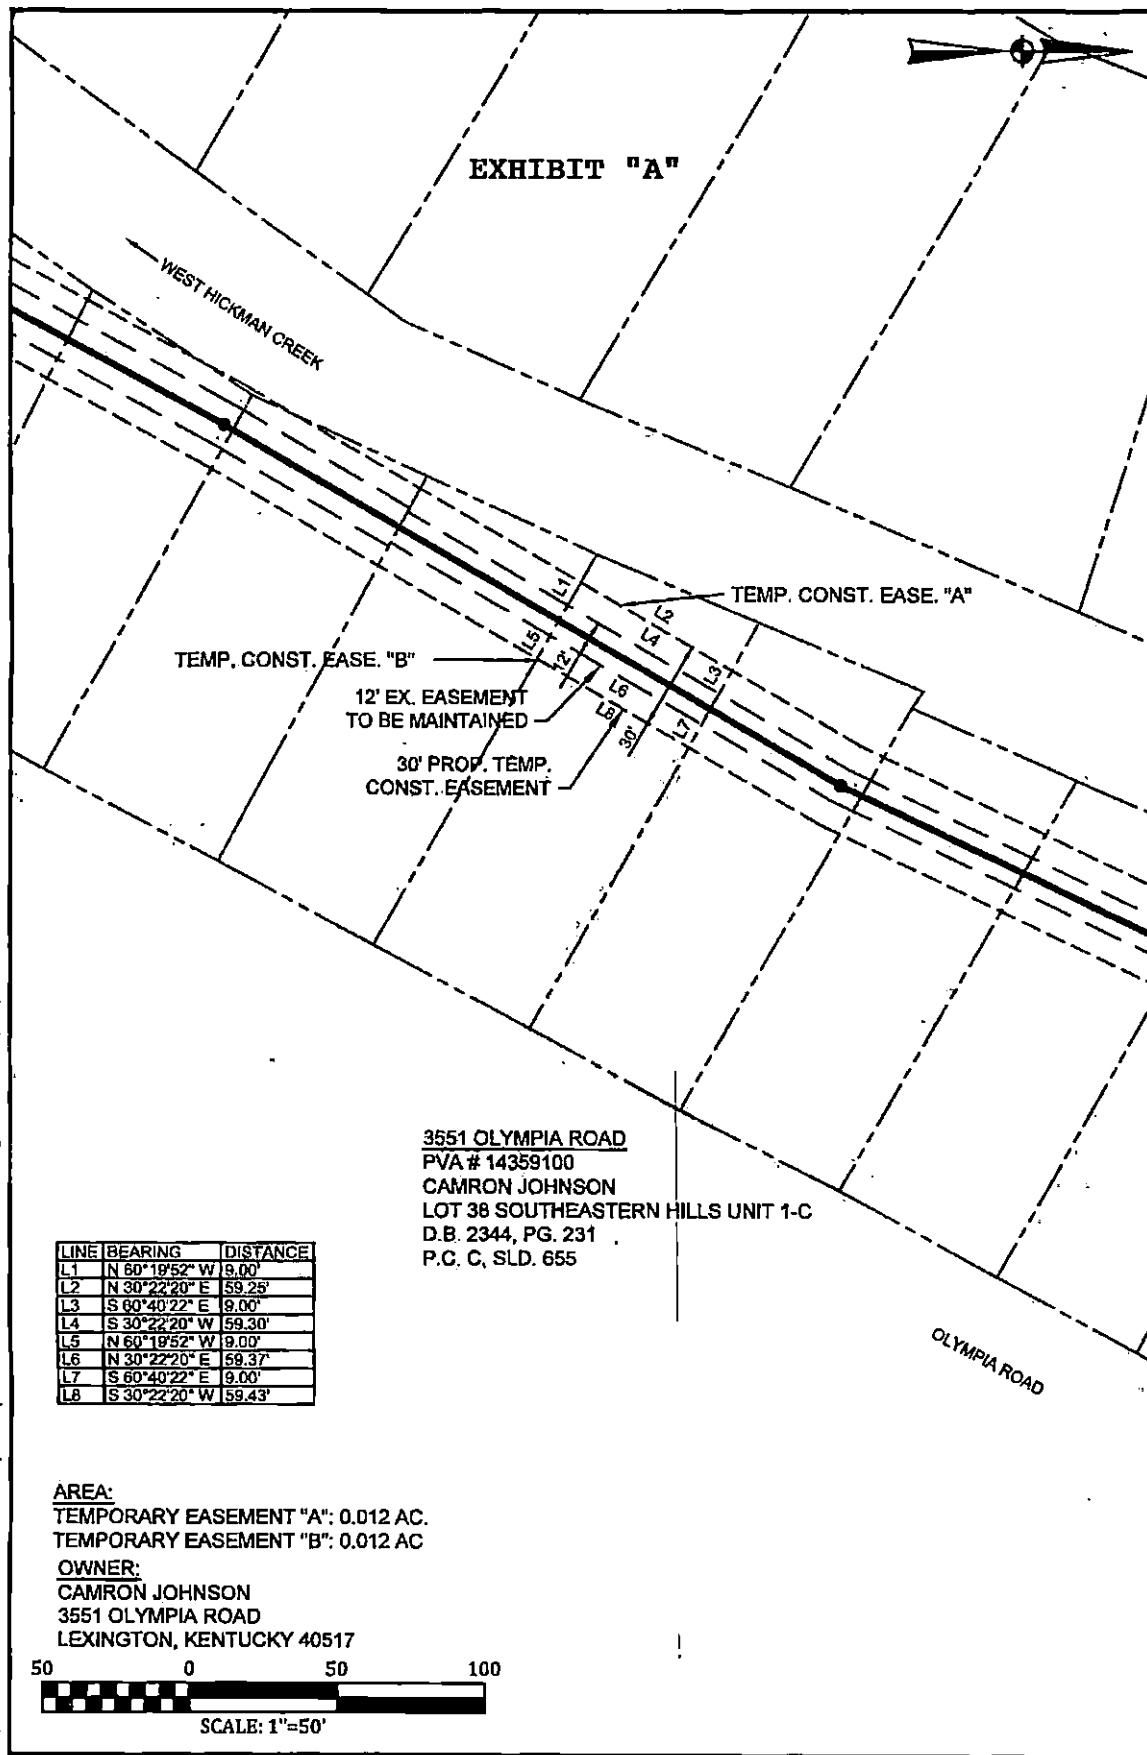 EXHIBIT "A"
WEST HICKMAN CREEK
TEMP. CONST. EASE. "A"
L1
L2
L4
L3
L5
12'
L6
L8
30'
L7
TEMP. CONST. EASE. "B"
12' EX. EASEMENT
TO BE MAINTAINED
30' PROP. TEMP.
CONST. EASEMENT
3551 OLYMPIA ROAD
PVA # 14359100
CAMRON JOHNSON
LOT 38 SOUTHEASTERN HILLS UNIT 1-C
D.B. 2344, PG. 231
P.C. C, SLD. 655
OLYMPIA ROAD
LINE BEARING DISTANCE
L1 N 60°19'52" W 9.00'
L2 N 30°22'20" E 59.25'
L3 S 60°40'22" E 9.00'
L4 S 30°22'20" W 59.30'
L5 N 60°19'52" W 9.00'
L6 N 30°22'20" E 59.37'
L7 S 60°40'22" E 9.00'
L8 S 30°22'20" W 59.43'
AREA:
TEMPORARY EASEMENT "A": 0.012 AC.
TEMPORARY EASEMENT "B": 0.012 AC
OWNER:
CAMRON JOHNSON
3551 OLYMPIA ROAD
LEXINGTON, KENTUCKY 40517
50 0 50 100
SCALE: 1"=50'